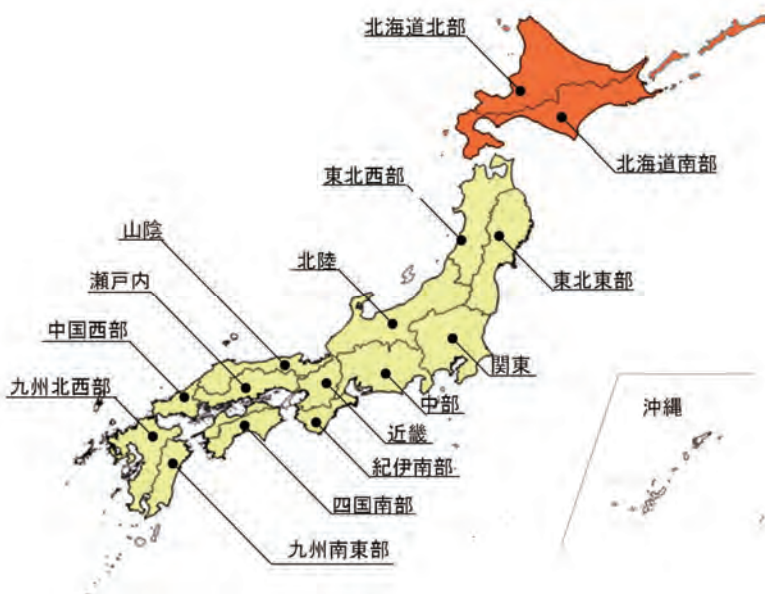 北海道北部
北海道南部
東北西部
山陰
北陸
東北東部
瀬戸内
中国西部
関東
九州北西部
中部
沖縄
近畿
紀伊南部
四国南部
九州南東部